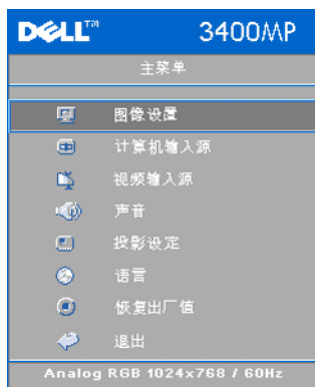 DELL™ 3400MP
主菜单
图像设置
计算机输入源
视频输入源
声音
投影设定
语言
恢复出厂值
退出
Analog RGB 1024x768 / 60Hz